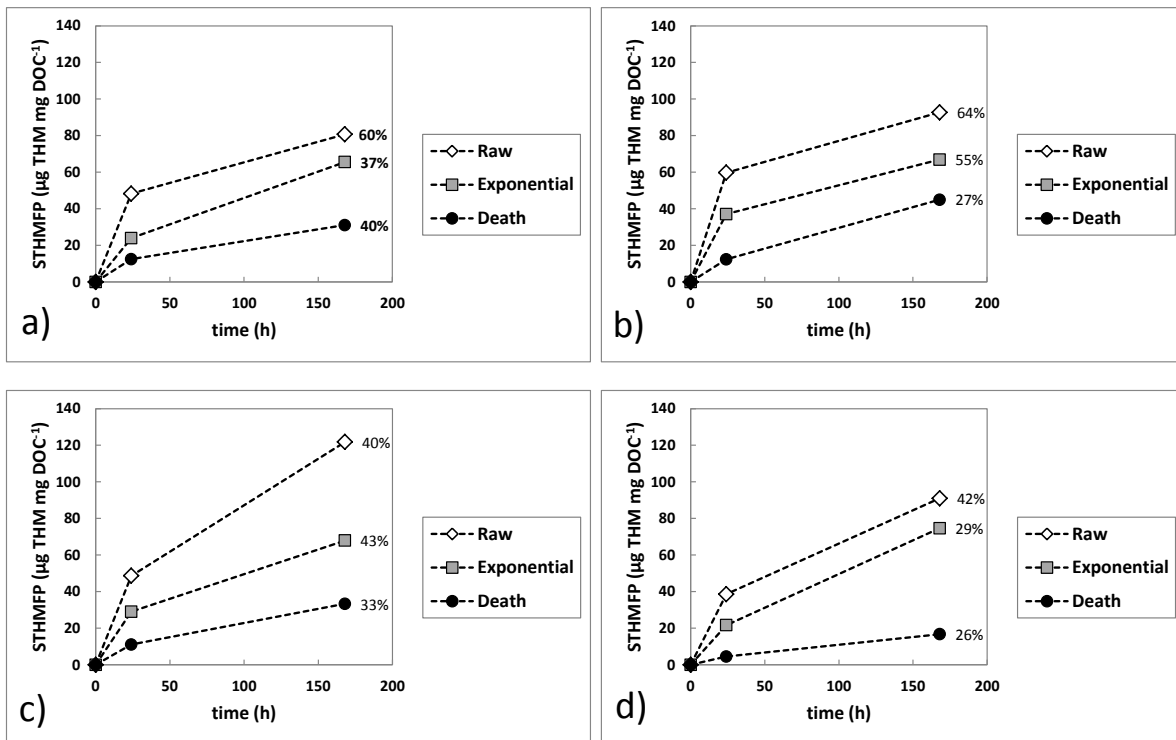 STHMFP (µg THM mg DOC⁻¹)
140
120
100
80
60
40
20
0
60%
37%
40%
Raw
Exponential
Death
0 50 100 150 200
time (h)
a)
STHMFP (µg THM mg DOC⁻¹)
140
120
100
80
60
40
20
0
64%
55%
27%
Raw
Exponential
Death
0 50 100 150 200
time (h)
b)
STHMFP (µg THM mg DOC⁻¹)
140
120
100
80
60
40
20
0
40%
43%
33%
Raw
Exponential
Death
0 50 100 150 200
time (h)
c)
STHMFP (µg THM mg DOC⁻¹)
140
120
100
80
60
40
20
0
42%
29%
26%
Raw
Exponential
Death
0 50 100 150 200
time (h)
d)